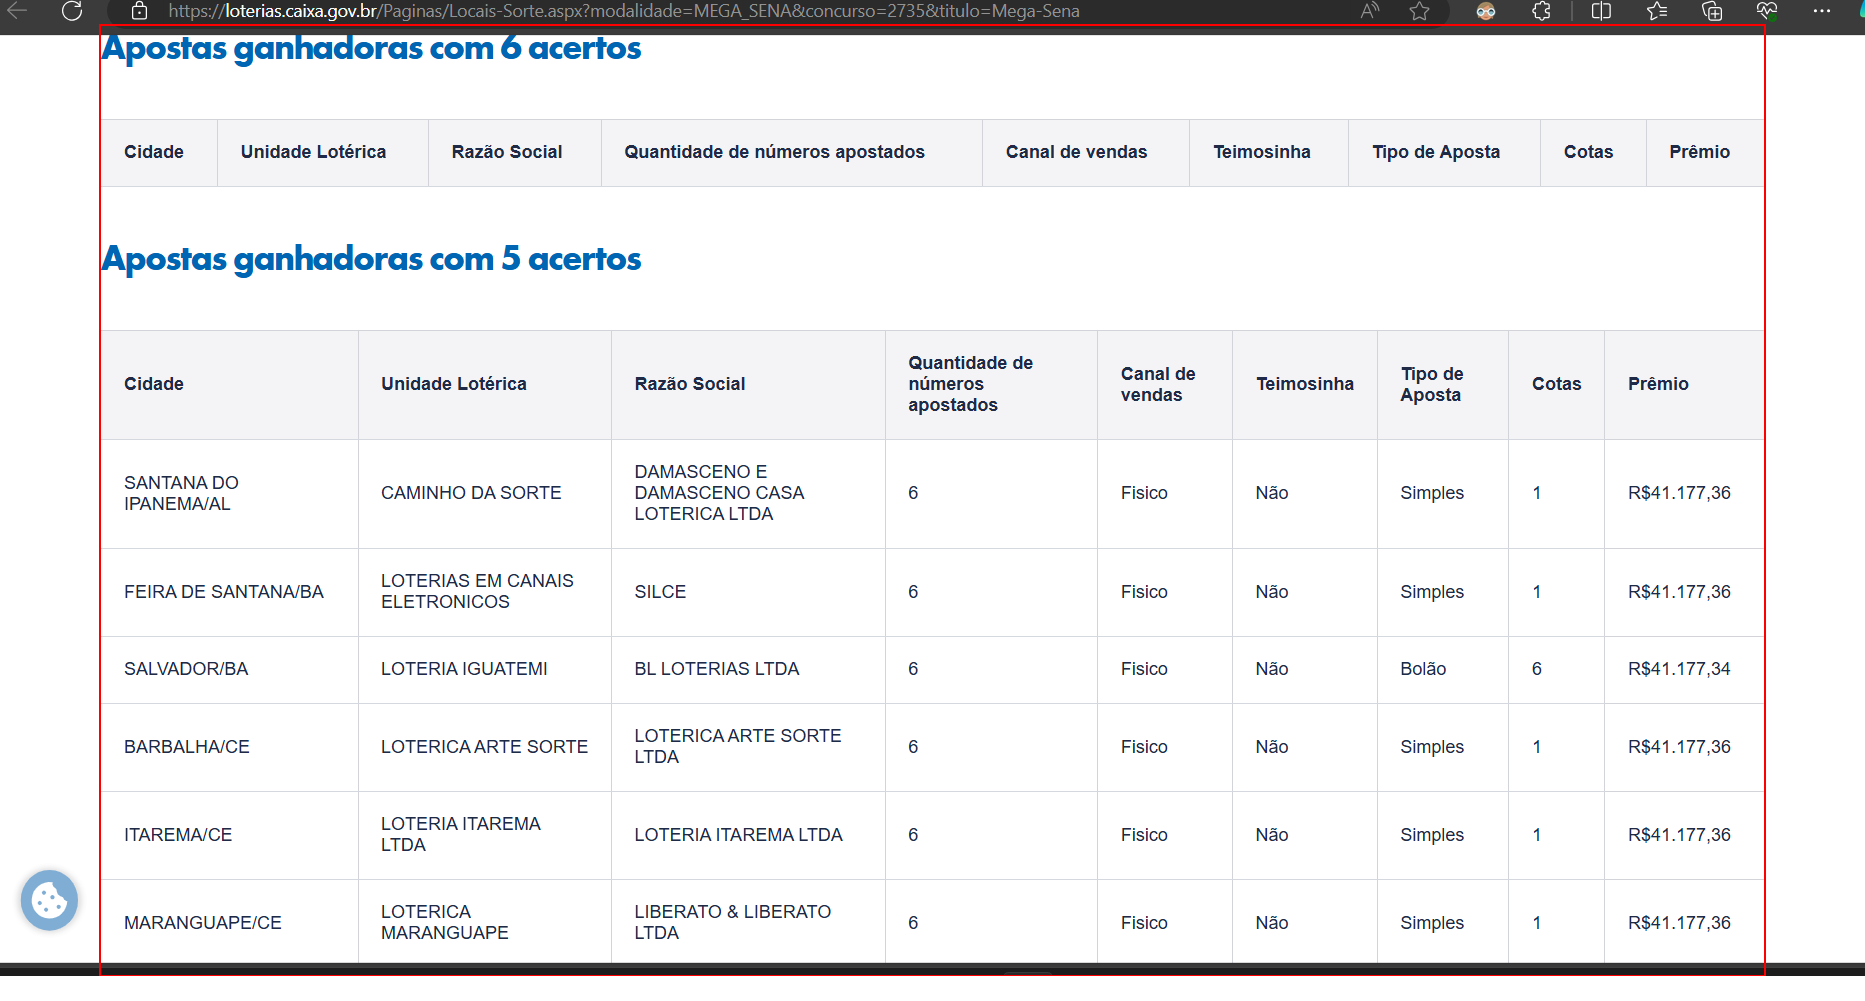 https://loterias.caixa.gov.br/Paginas/Locais-Sorte.aspx?modalidade=MEGA_SENA&concurso=2735&titulo=Mega-Sena
Apostas ganhadoras com 6 acertos
Cidade Unidade Lotérica Razão Social Quantidade de números apostados Canal de vendas Teimosinha Tipo de Aposta Cotas Prêmio
Apostas ganhadoras com 5 acertos
Cidade
Unidade Lotérica
Razão Social
Quantidade de
números
apostados
Canal de
vendas
Teimosinha
Tipo de
Aposta
Cotas
Prêmio
SANTANA DO
IPANEMA/AL
CAMINHO DA SORTE
DAMASCENO E
DAMASCENO CASA
LOTERICA LTDA
6
Fisico
Não
Simples
1
R$41.177,36
FEIRA DE SANTANA/BA
LOTERIAS EM CANAIS
ELETRONICOS
SILCE
6
Fisico
Não
Simples
1
R$41.177,36
SALVADOR/BA
LOTERIA IGUATEMI
BL LOTERIAS LTDA
6
Fisico
Não
Bolão
6
R$41.177,34
BARBALHA/CE
LOTERICA ARTE SORTE
LOTERICA ARTE SORTE
LTDA
6
Fisico
Não
Simples
1
R$41.177,36
ITAREMA/CE
LOTERIA ITAREMA
LTDA
LOTERIA ITAREMA LTDA
6
Fisico
Não
Simples
1
R$41.177,36
MARANGUAPE/CE
LOTERICA
MARANGUAPE
LIBERATO & LIBERATO
LTDA
6
Fisico
Não
Simples
1
R$41.177,36